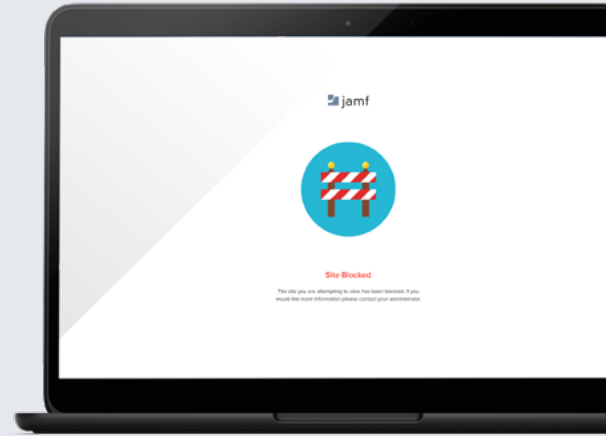 jamf
Site Blocked
The site you are attempting to view has been blocked. If you
would like more information please contact your administrator.